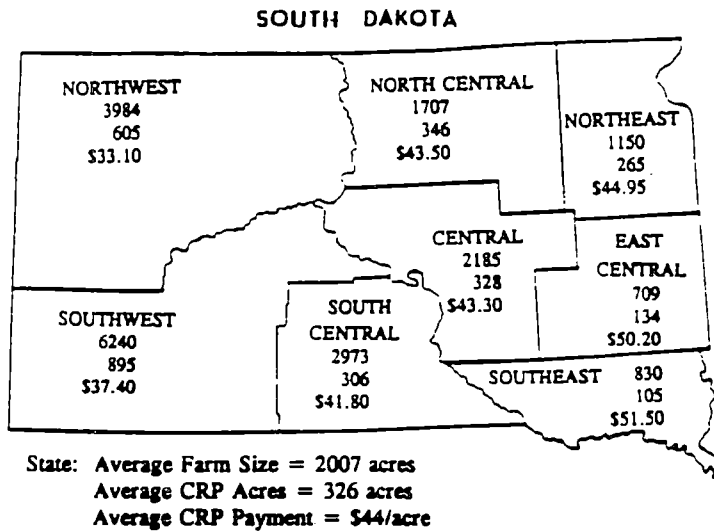 SOUTH DAKOTA
NORTHWEST
3984
605
$33.10
NORTH CENTRAL
1707
346
$43.50
NORTHEAST
1150
265
$44.95
CENTRAL
2185
328
$43.30
EAST
CENTRAL
709
134
$50.20
SOUTHWEST
6240
895
$37.40
SOUTH
CENTRAL
2973
306
$41.80
SOUTHEAST 830
105
$51.50
State: Average Farm Size = 2007 acres
Average CRP Acres = 326 acres
Average CRP Payment = $44/acre